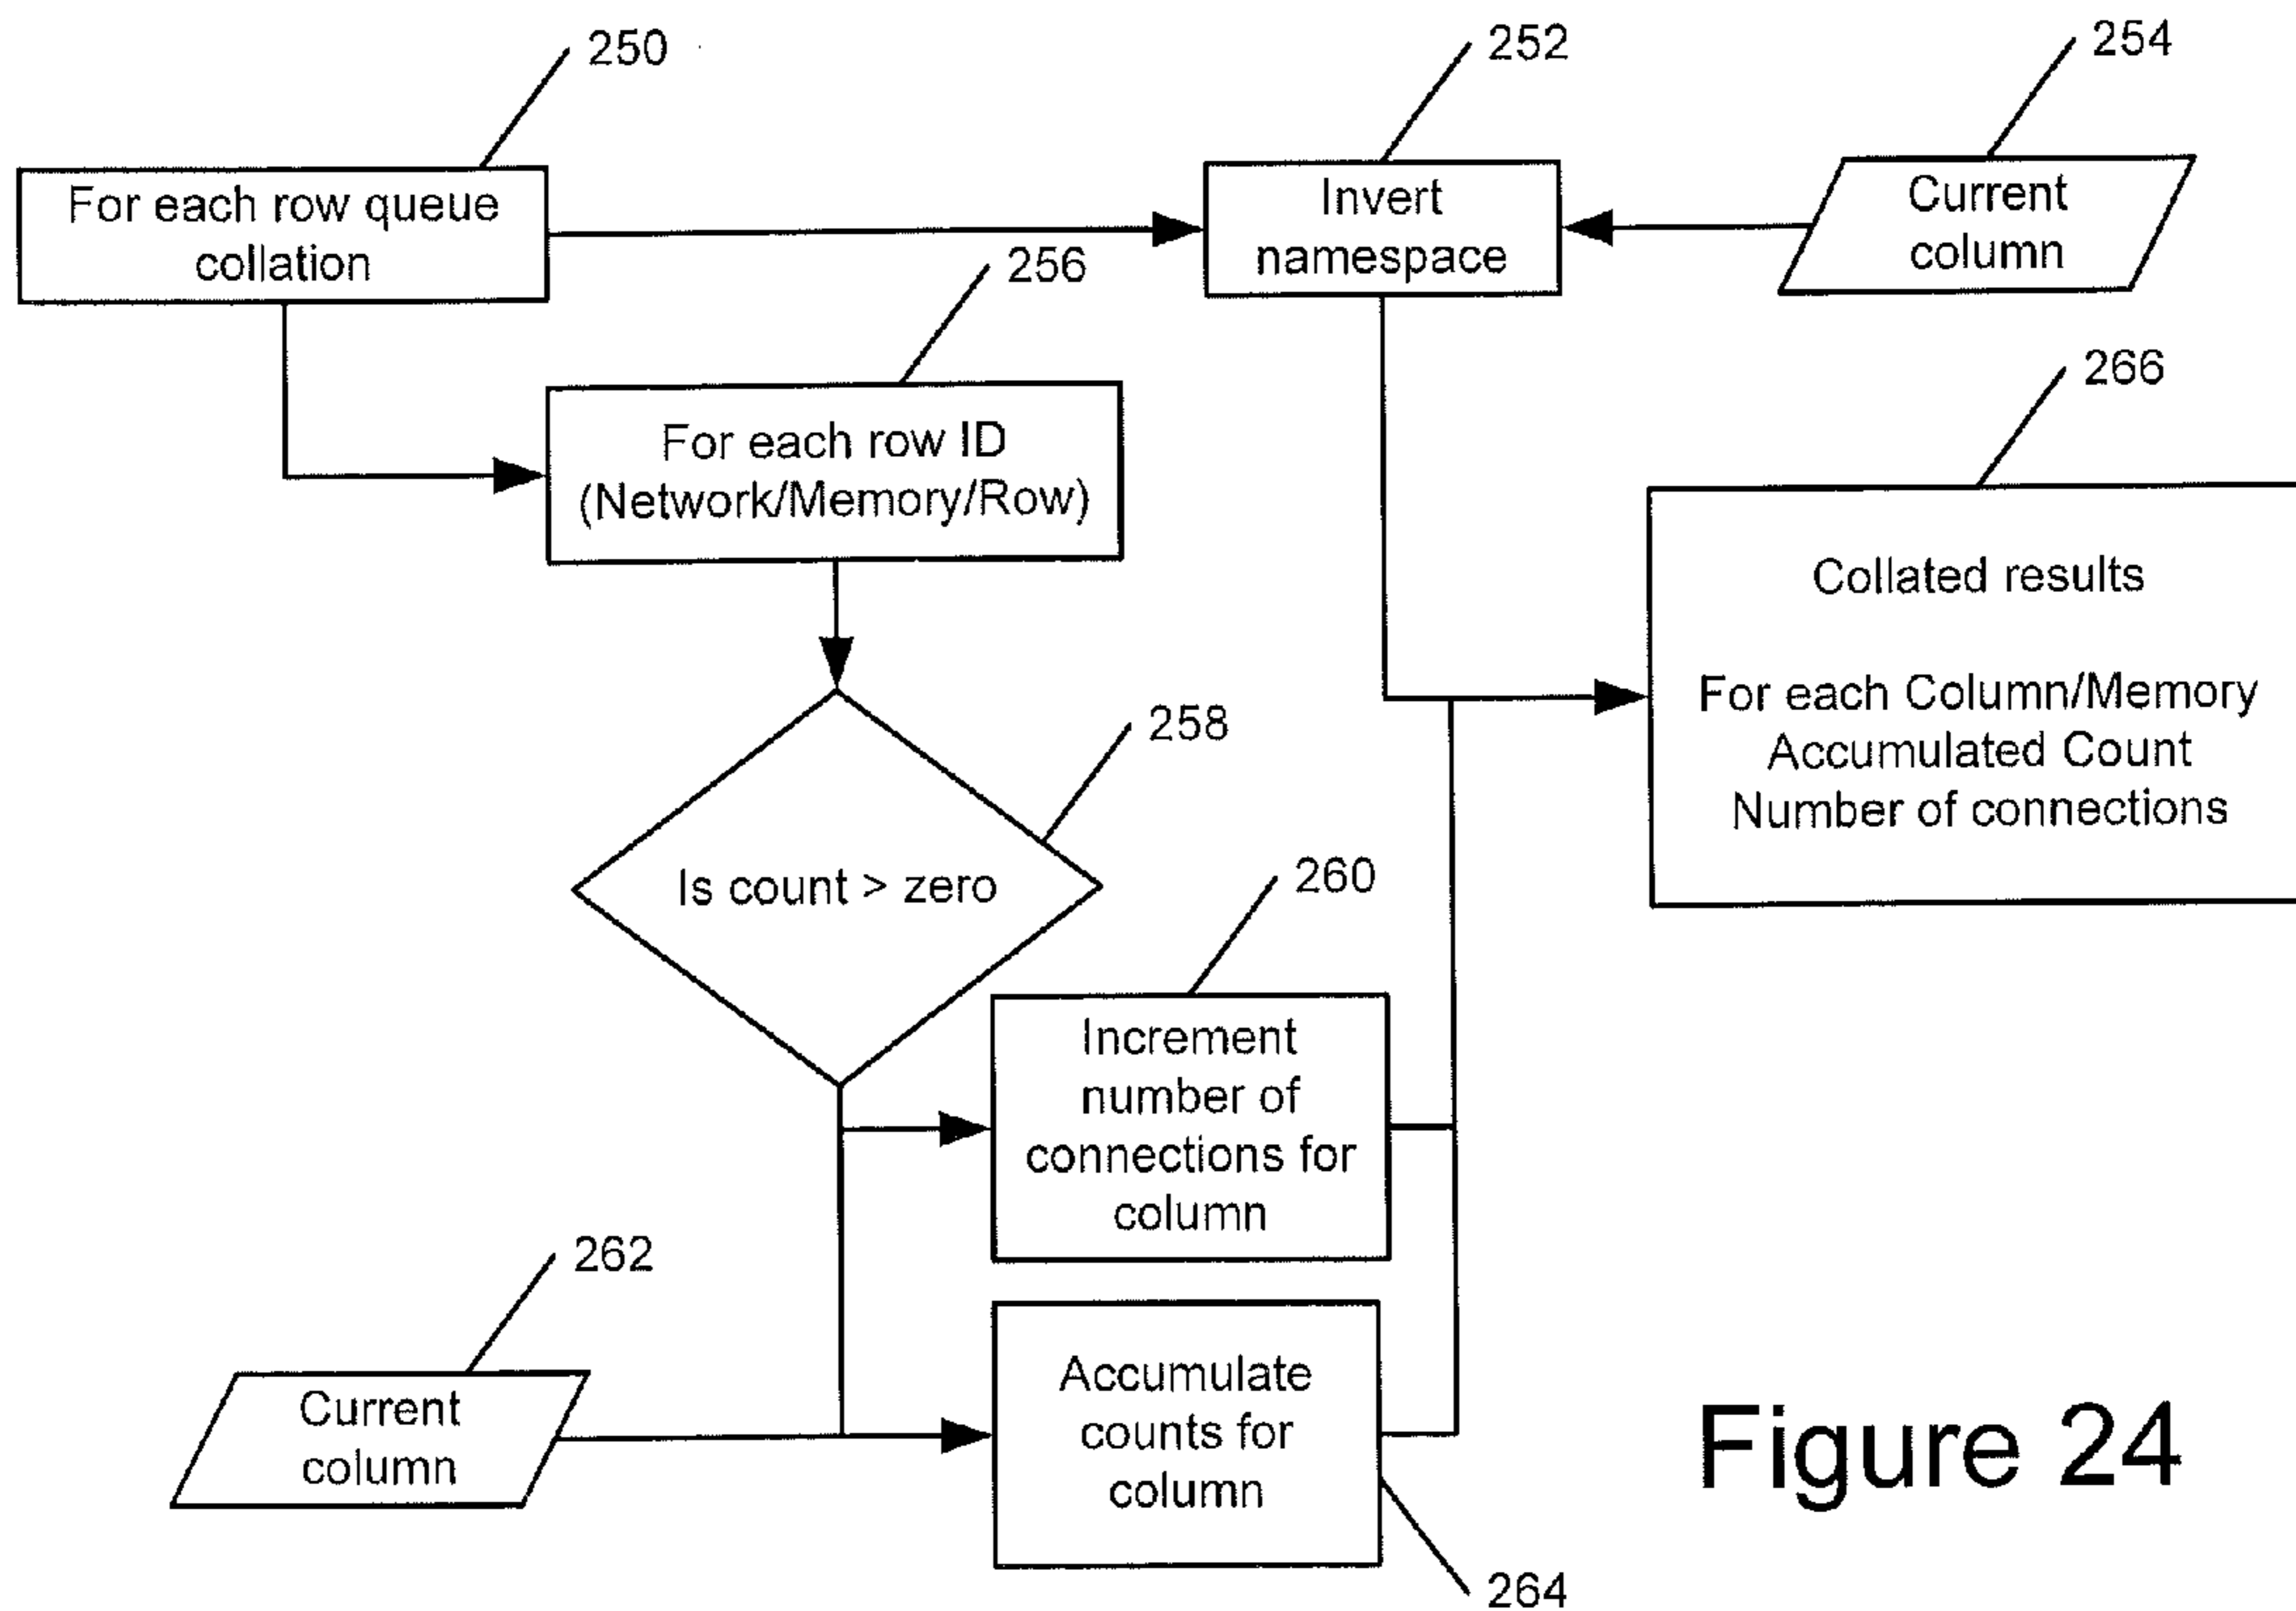 250
252
254
For each row queue
collation
Invert
namespace
Current
column
256
For each row ID
(Network/Memory/Row)
266
Collated results
For each Column/Memory
Accumulated Count
Number of connections
258
Is count > zero
260
Increment
number of
connections for
column
262
Current
column
Accumulate
counts for
column
264
Figure 24